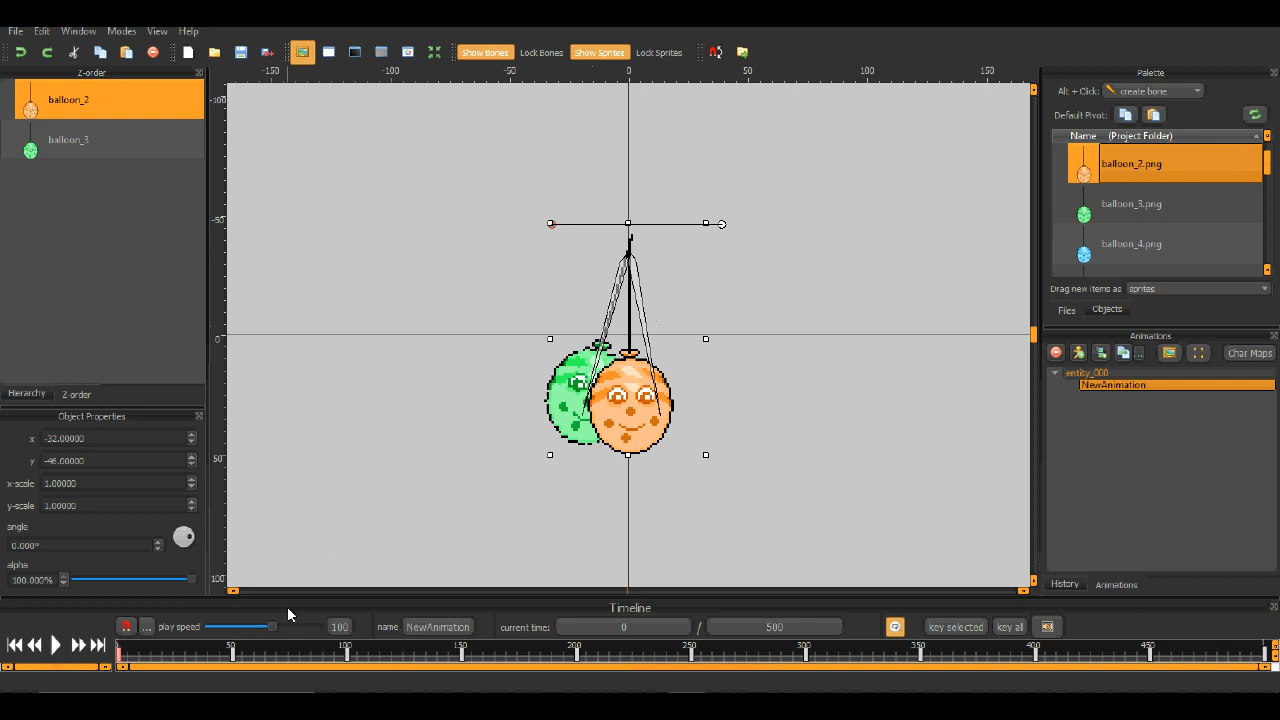 File Edit Window Modes View Help
Show Bones Lock Bones Show Sprites Lock Sprites
Z-order
balloon_2
balloon_3
Hierarchy Z-order
Object Properties
x -32.00000
y -46.00000
x-scale 1.00000
y-scale 1.00000
angle
0.000°
alpha
100.000%
-150 -100 -50 0 50 100 150
-100
-50
0
50
100
Palette
Alt + Click: create bone
Default Pivot:
Name (Project Folder)
balloon_2.png
balloon_3.png
balloon_4.png
Drag new items as sprites
Files Objects
Animations
... Char Maps
entity_000
NewAnimation
History Animations
Timeline
... play speed 100 name NewAnimation current time: 0 / 500 key selected key all
50 100 150 200 250 300 350 400 450